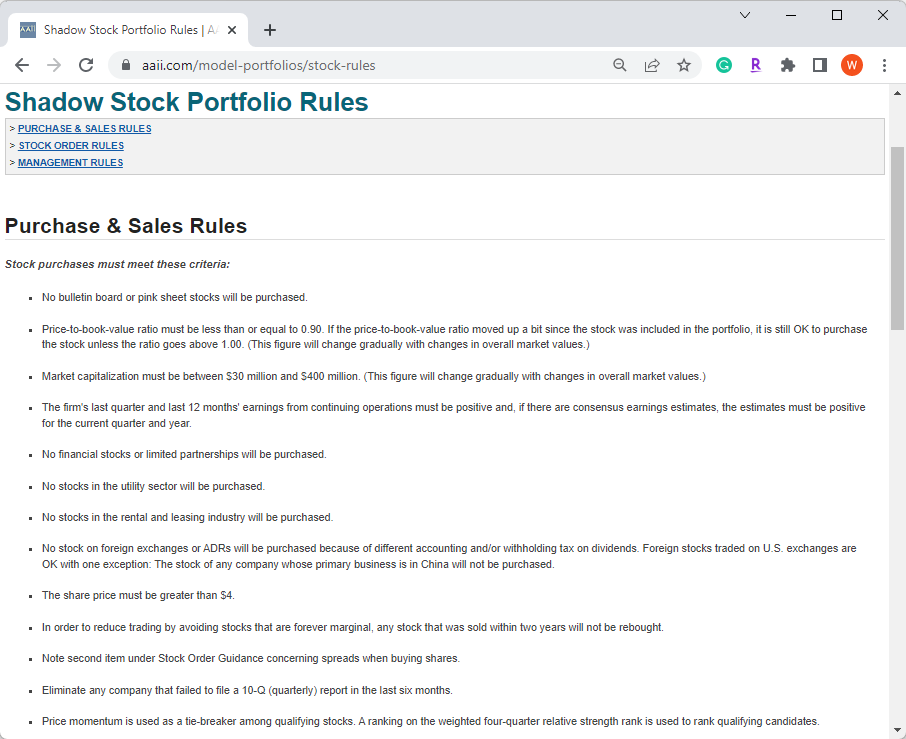 AAII Shadow Stock Portfolio Rules | A
aaii.com/model-portfolios/stock-rules
G
R
W
Shadow Stock Portfolio Rules
> PURCHASE & SALES RULES
> STOCK ORDER RULES
> MANAGEMENT RULES
Purchase & Sales Rules
Stock purchases must meet these criteria:
No bulletin board or pink sheet stocks will be purchased.
Price-to-book-value ratio must be less than or equal to 0.90. If the price-to-book-value ratio moved up a bit since the stock was included in the portfolio, it is still OK to purchase
the stock unless the ratio goes above 1.00. (This figure will change gradually with changes in overall market values.)
Market capitalization must be between $30 million and $400 million. (This figure will change gradually with changes in overall market values.)
The firm's last quarter and last 12 months' earnings from continuing operations must be positive and, if there are consensus earnings estimates, the estimates must be positive
for the current quarter and year.
No financial stocks or limited partnerships will be purchased.
No stocks in the utility sector will be purchased.
No stocks in the rental and leasing industry will be purchased.
No stock on foreign exchanges or ADRs will be purchased because of different accounting and/or withholding tax on dividends. Foreign stocks traded on U.S. exchanges are
OK with one exception: The stock of any company whose primary business is in China will not be purchased.
The share price must be greater than $4.
In order to reduce trading by avoiding stocks that are forever marginal, any stock that was sold within two years will not be rebought.
Note second item under Stock Order Guidance concerning spreads when buying shares.
Eliminate any company that failed to file a 10-Q (quarterly) report in the last six months.
Price momentum is used as a tie-breaker among qualifying stocks. A ranking on the weighted four-quarter relative strength rank is used to rank qualifying candidates.